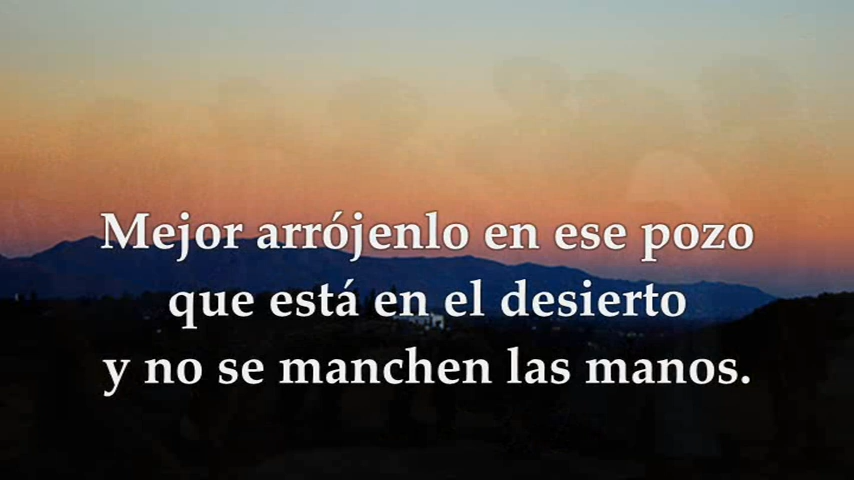 Mejor arrójenlo en ese pozo
que está en el desierto
y no se manchen las manos.